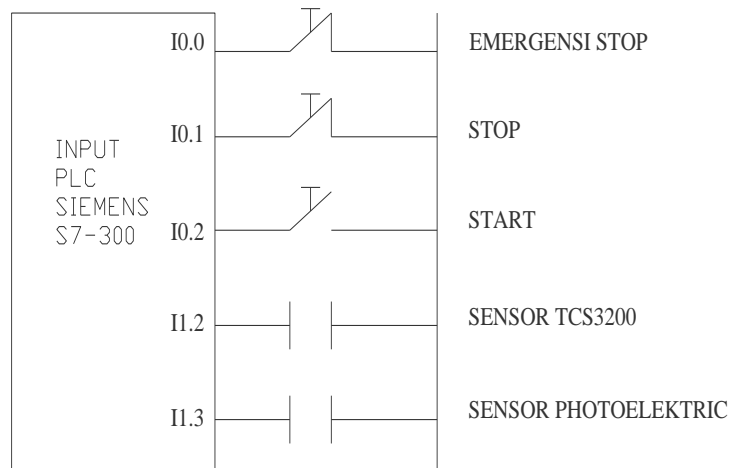 I0.0
EMERGENSI STOP
I0.1
STOP
INPUT
PLC
SIEMENS
S7-300
I0.2
START
I1.2
SENSOR TCS3200
I1.3
SENSOR PHOTOELEKTRIC